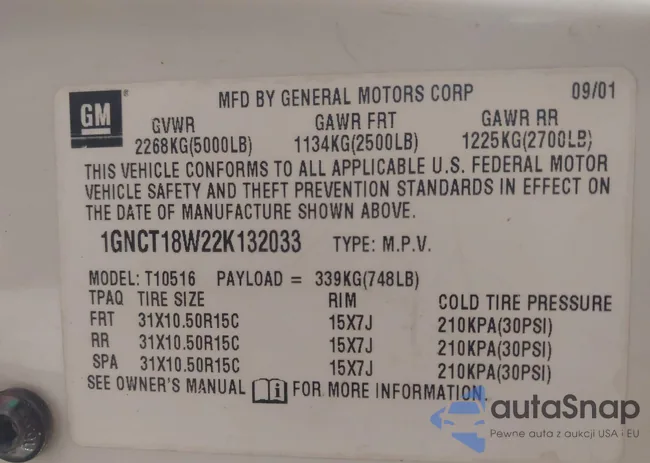 MFD BY GENERAL MOTORS CORP 09/01
GM
GVWR GAWR FRT GAWR RR
2268KG(5000LB) 1134KG(2500LB) 1225KG(2700LB)
THIS VEHICLE CONFORMS TO ALL APPLICABLE U.S. FEDERAL MOTOR
VEHICLE SAFETY AND THEFT PREVENTION STANDARDS IN EFFECT ON
THE DATE OF MANUFACTURE SHOWN ABOVE.
1GNCT18W22K132033 TYPE: M.P.V.
MODEL: T10516 PAYLOAD = 339KG(748LB)
TPAQ TIRE SIZE RIM COLD TIRE PRESSURE
FRT 31X10.50R15C 15X7J 210KPA(30PSI)
RR 31X10.50R15C 15X7J 210KPA(30PSI)
SPA 31X10.50R15C 15X7J 210KPA(30PSI)
SEE OWNER'S MANUAL i FOR MORE INFORMATION.
autaSnap
Pewne auta z aukcji USA i EU